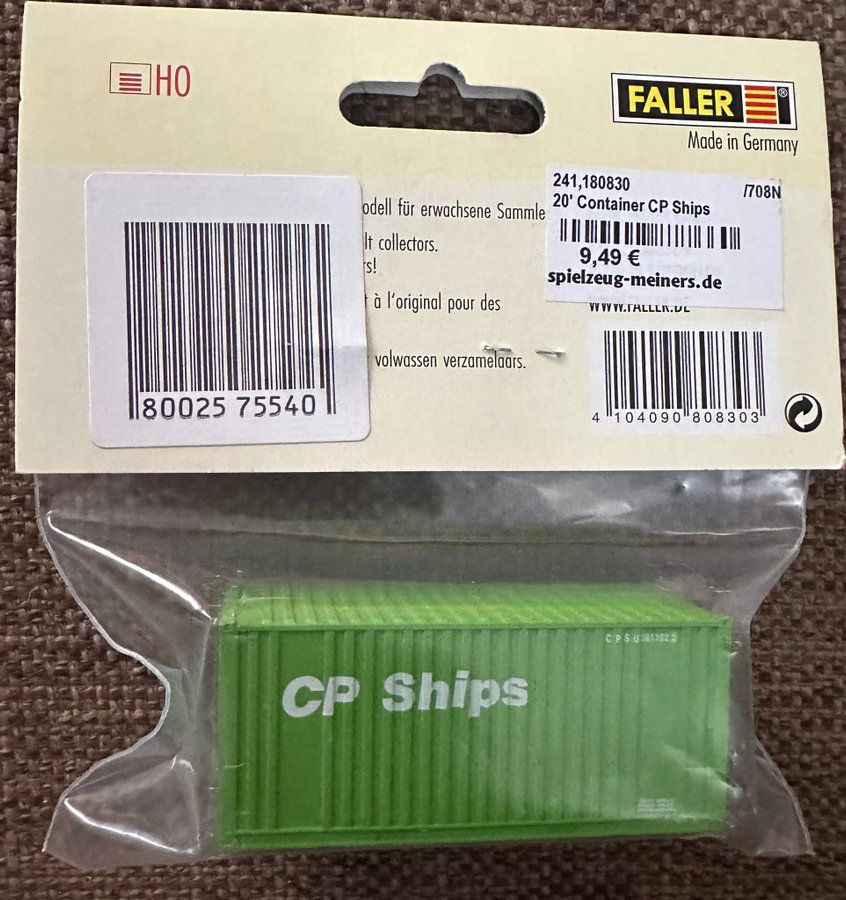 H0
FALLER ®
Made in Germany
241,180830 /708N
20' Container CP Ships
9,49 €
spielzeug-meiners.de
odell für erwachsene Sammle
lt collectors.
rs!
t à l'original pour des
r volwassen verzamelaars.
WWW.FALLER.DE
80025 75540
4 104090 808303
CP Ships